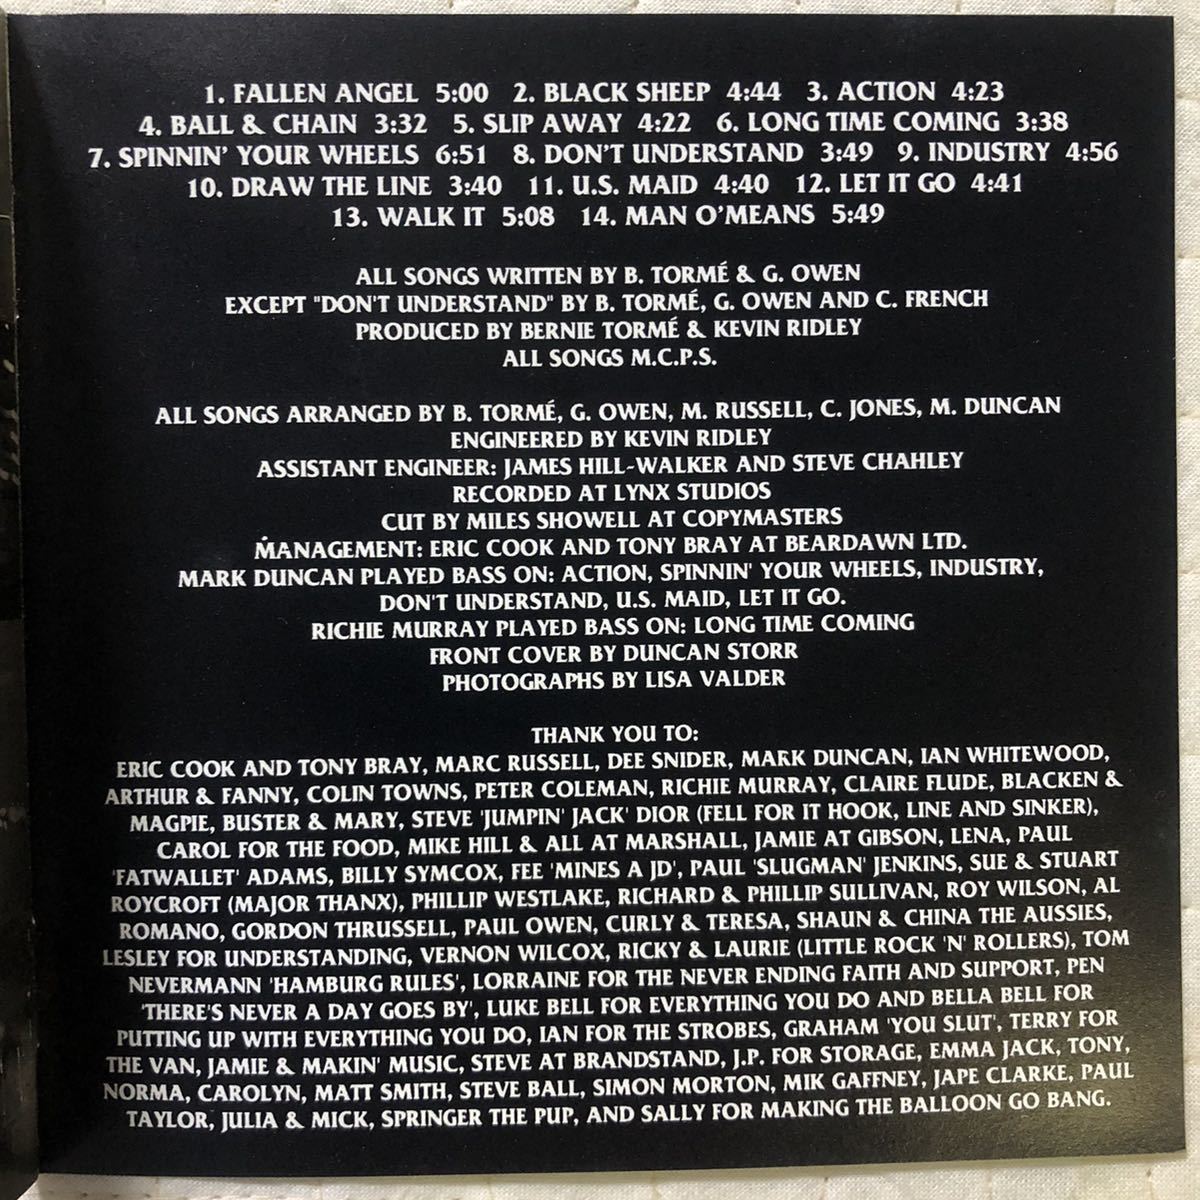 1. FALLEN ANGEL 5:00 2. BLACK SHEEP 4:44 3. ACTION 4:23
4. BALL & CHAIN 3:32 5. SLIP AWAY 4:22 6. LONG TIME COMING 3:38
7. SPINNIN' YOUR WHEELS 6:51 8. DON'T UNDERSTAND 3:49 9. INDUSTRY 4:56
10. DRAW THE LINE 3:40 11. U.S. MAID 4:40 12. LET IT GO 4:41
13. WALK IT 5:08 14. MAN O'MEANS 5:49
ALL SONGS WRITTEN BY B. TORMÉ & G. OWEN
EXCEPT "DON'T UNDERSTAND" BY B. TORMÉ, G. OWEN AND C. FRENCH
PRODUCED BY BERNIE TORMÉ & KEVIN RIDLEY
ALL SONGS M.C.P.S.
ALL SONGS ARRANGED BY B. TORMÉ, G. OWEN, M. RUSSELL, C. JONES, M. DUNCAN
ENGINEERED BY KEVIN RIDLEY
ASSISTANT ENGINEER: JAMES HILL-WALKER AND STEVE CHAHLEY
RECORDED AT LYNX STUDIOS
CUT BY MILES SHOWELL AT COPYMASTERS
MANAGEMENT: ERIC COOK AND TONY BRAY AT BEARDAWN LTD.
MARK DUNCAN PLAYED BASS ON: ACTION, SPINNIN' YOUR WHEELS, INDUSTRY,
DON'T UNDERSTAND, U.S. MAID, LET IT GO.
RICHIE MURRAY PLAYED BASS ON: LONG TIME COMING
FRONT COVER BY DUNCAN STORR
PHOTOGRAPHS BY LISA VALDER
THANK YOU TO:
ERIC COOK AND TONY BRAY, MARC RUSSELL, DEE SNIDER, MARK DUNCAN, IAN WHITEWOOD,
ARTHUR & FANNY, COLIN TOWNS, PETER COLEMAN, RICHIE MURRAY, CLAIRE FLUDE, BLACKEN &
MAGPIE, BUSTER & MARY, STEVE 'JUMPIN' JACK' DIOR (FELL FOR IT HOOK, LINE AND SINKER),
CAROL FOR THE FOOD, MIKE HILL & ALL AT MARSHALL, JAMIE AT GIBSON, LENA, PAUL
'FATWALLET' ADAMS, BILLY SYMCOX, FEE 'MINES A JD', PAUL 'SLUGMAN' JENKINS, SUE & STUART
ROYCROFT (MAJOR THANX), PHILLIP WESTLAKE, RICHARD & PHILLIP SULLIVAN, ROY WILSON, AL
ROMANO, GORDON THRUSSELL, PAUL OWEN, CURLY & TERESA, SHAUN & CHINA THE AUSSIES,
LESLEY FOR UNDERSTANDING, VERNON WILCOX, RICKY & LAURIE (LITTLE ROCK 'N' ROLLERS), TOM
NEVERMANN 'HAMBURG RULES', LORRAINE FOR THE NEVER ENDING FAITH AND SUPPORT, PEN
'THERE'S NEVER A DAY GOES BY', LUKE BELL FOR EVERYTHING YOU DO AND BELLA BELL FOR
PUTTING UP WITH EVERYTHING YOU DO, IAN FOR THE STROBES, GRAHAM 'YOU SLUT', TERRY FOR
THE VAN, JAMIE & MAKIN' MUSIC, STEVE AT BRANDSTAND, J.P. FOR STORAGE, EMMA JACK, TONY,
NORMA, CAROLYN, MATT SMITH, STEVE BALL, SIMON MORTON, MIK GAFFNEY, JAPE CLARKE, PAUL
TAYLOR, JULIA & MICK, SPRINGER THE PUP, AND SALLY FOR MAKING THE BALLOON GO BANG.